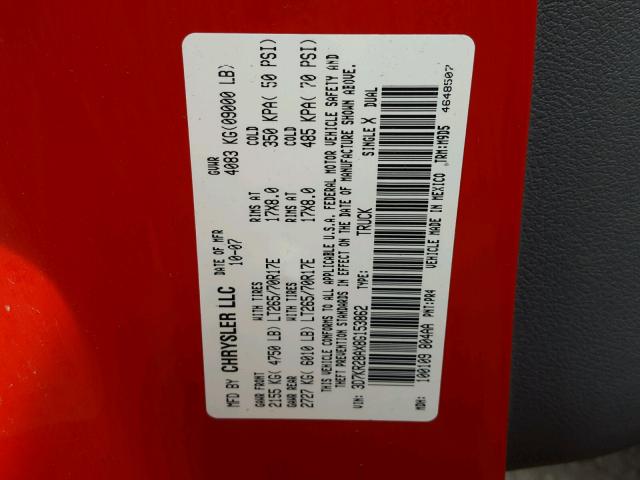 MFD BY CHRYSLER LLC DATE OF MFR 10-07 GVWR 4083 KG(09000 LB)
GAWR FRONT WITH TIRES RIMS AT COLD
2155 KG( 4750 LB) LT265/70R17E 17X8.0 350 KPA( 50 PSI)
GAWR REAR WITH TIRES RIMS AT COLD
2727 KG( 6010 LB) LT265/70R17E 17X8.0 485 KPA( 70 PSI)
THIS VEHICLE CONFORMS TO ALL APPLICABLE U.S.A. FEDERAL MOTOR VEHICLE SAFETY AND
THEFT PREVENTION STANDARDS IN EFFECT ON THE DATE OF MANUFACTURE SHOWN ABOVE.
VIN: 3D7KR28AX8G153862 TRUCK SINGLE X DUAL
MDH: 100109 804AA PNT:PR4 VEHICLE MADE IN MEXICO TRM:M9D5 4648507